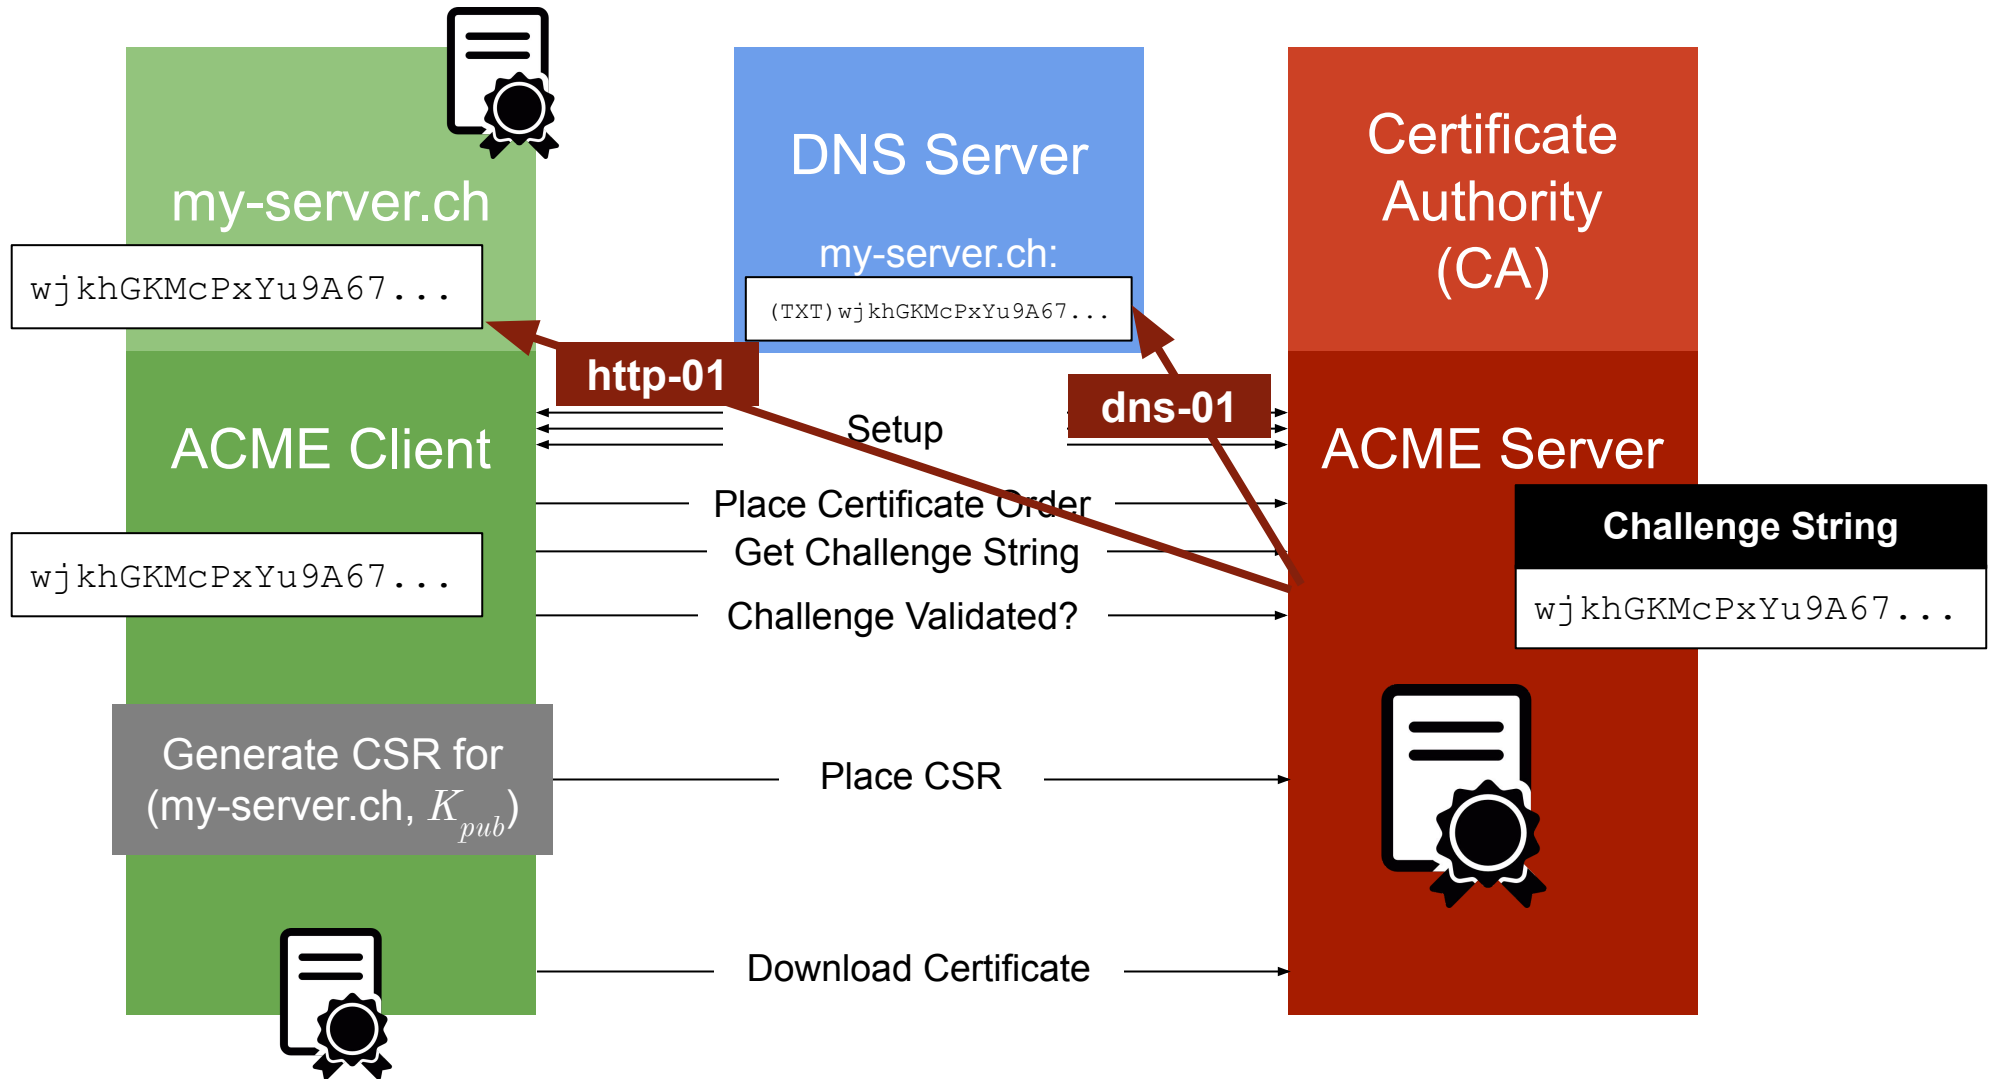 my-server.ch
wjkhGKMcPxYu9A67...
DNS Server
my-server.ch:
(TXT)wjkhGKMcPxYu9A67...
Certificate
Authority
(CA)
http-01
dns-01
ACME Client
Setup
ACME Server
Place Certificate Order
Get Challenge String
Challenge String
wjkhGKMcPxYu9A67...
wjkhGKMcPxYu9A67...
Challenge Validated?
Generate CSR for
(my-server.ch, K_pub)
Place CSR
Download Certificate